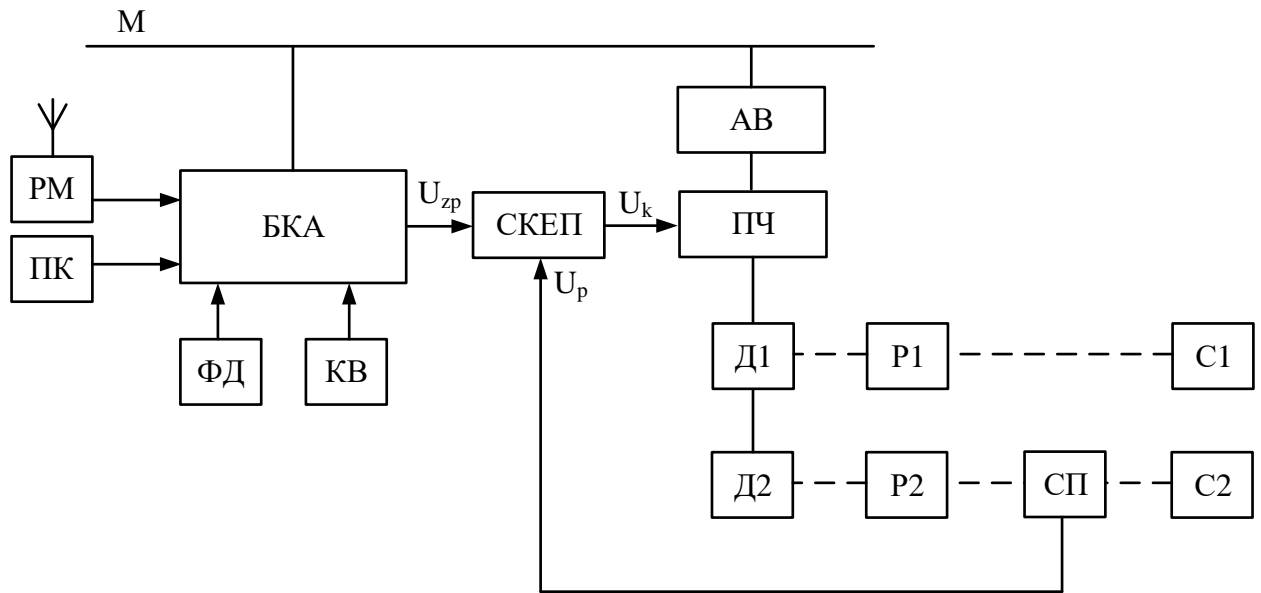 М
АВ
РМ
БКА
U_zp
СКЕП
U_k
ПЧ
ПК
U_p
ФД
КВ
Д1
Р1
С1
Д2
Р2
СП
С2